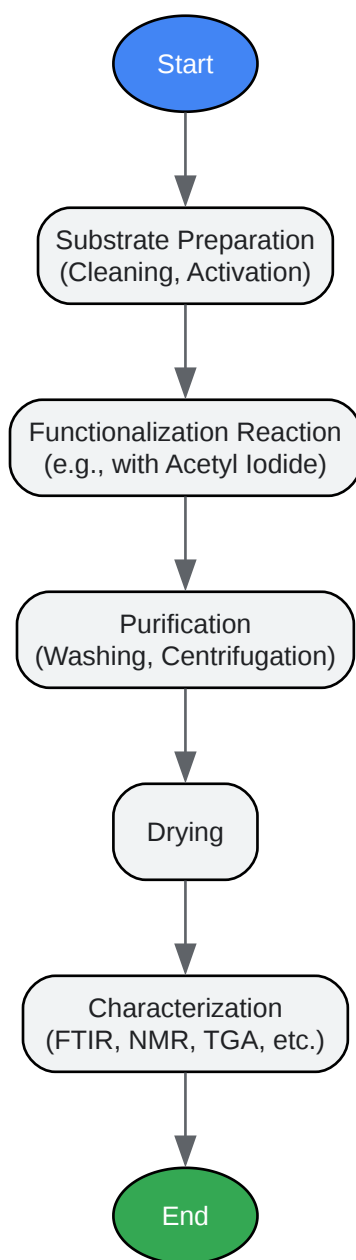 Start
Substrate Preparation
(Cleaning, Activation)
Functionalization Reaction
(e.g., with Acetyl Iodide)
Purification
(Washing, Centrifugation)
Drying
Characterization
(FTIR, NMR, TGA, etc.)
End